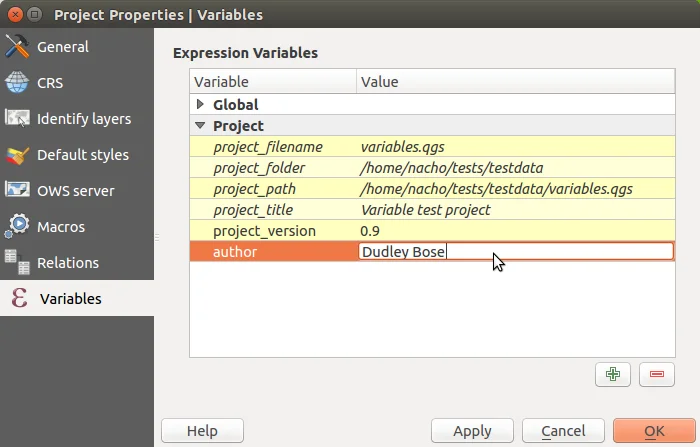 Project Properties | Variables
General
CRS
Identify layers
Default styles
OWS server
Macros
Relations
Variables
Expression Variables
Variable Value
Global
Project
project_filename variables.qgs
project_folder /home/nacho/tests/testdata
project_path /home/nacho/tests/testdata/variables.qgs
project_title Variable test project
project_version 0.9
author Dudley Bose
Help Apply Cancel OK